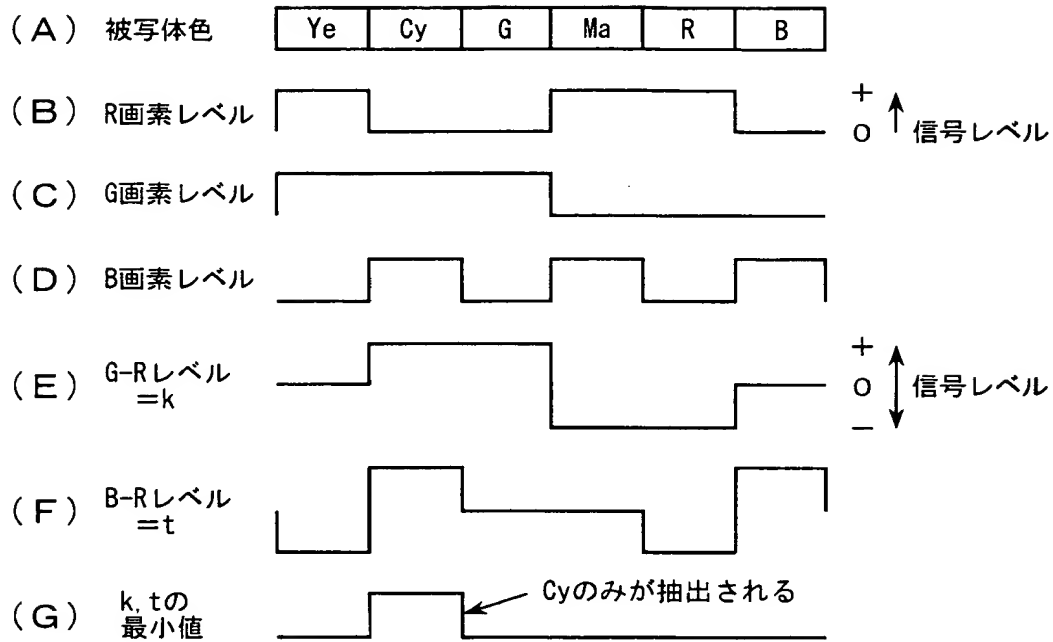 (A) 被写体色 Ye Cy G Ma R B
(B) R画素レベル
+
0 信号レベル
(C) G画素レベル
(D) B画素レベル
(E) G-Rレベル
=k
+
0 信号レベル
−
(F) B-Rレベル
=t
(G) k,tの
最小値
Cyのみが抽出される